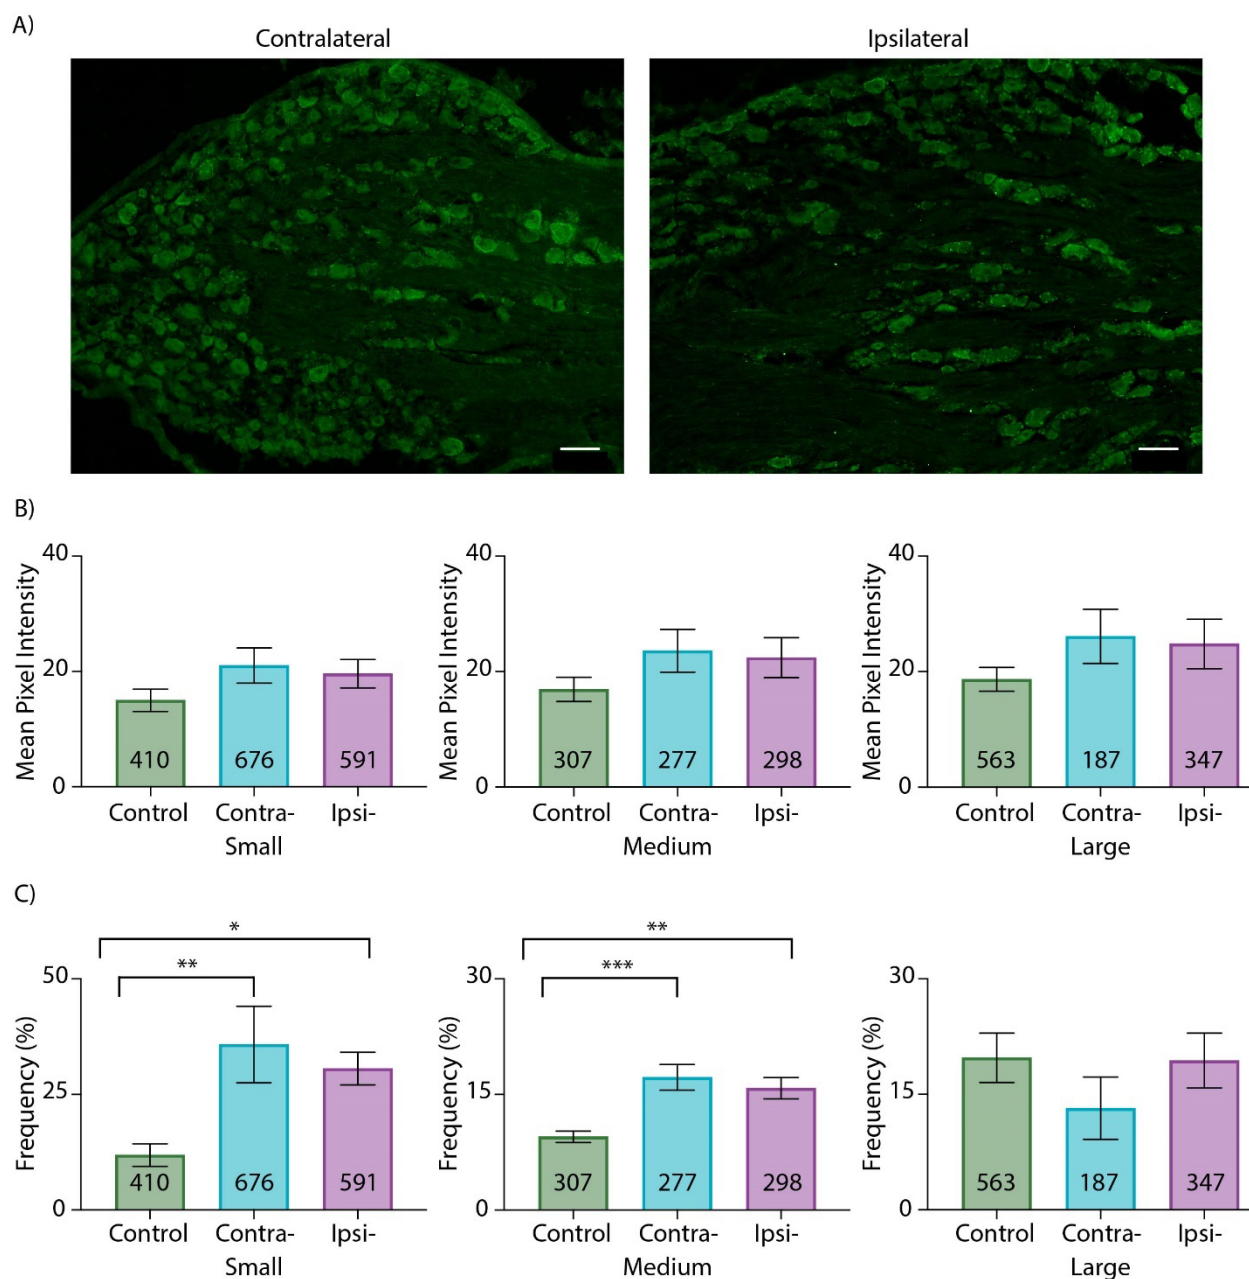 A)
Contralateral Ipsilateral
B)
Mean Pixel Intensity
40
20
0
410 676 591
Control Contra- Ipsi-
Small
Mean Pixel Intensity
40
20
0
307 277 298
Control Contra- Ipsi-
Medium
Mean Pixel Intensity
40
20
0
563 187 347
Control Contra- Ipsi-
Large
C)
Frequency (%)
*
**
50
25
0
410 676 591
Control Contra- Ipsi-
Small
Frequency (%)
**
***
30
15
0
307 277 298
Control Contra- Ipsi-
Medium
Frequency (%)
30
15
0
563 187 347
Control Contra- Ipsi-
Large